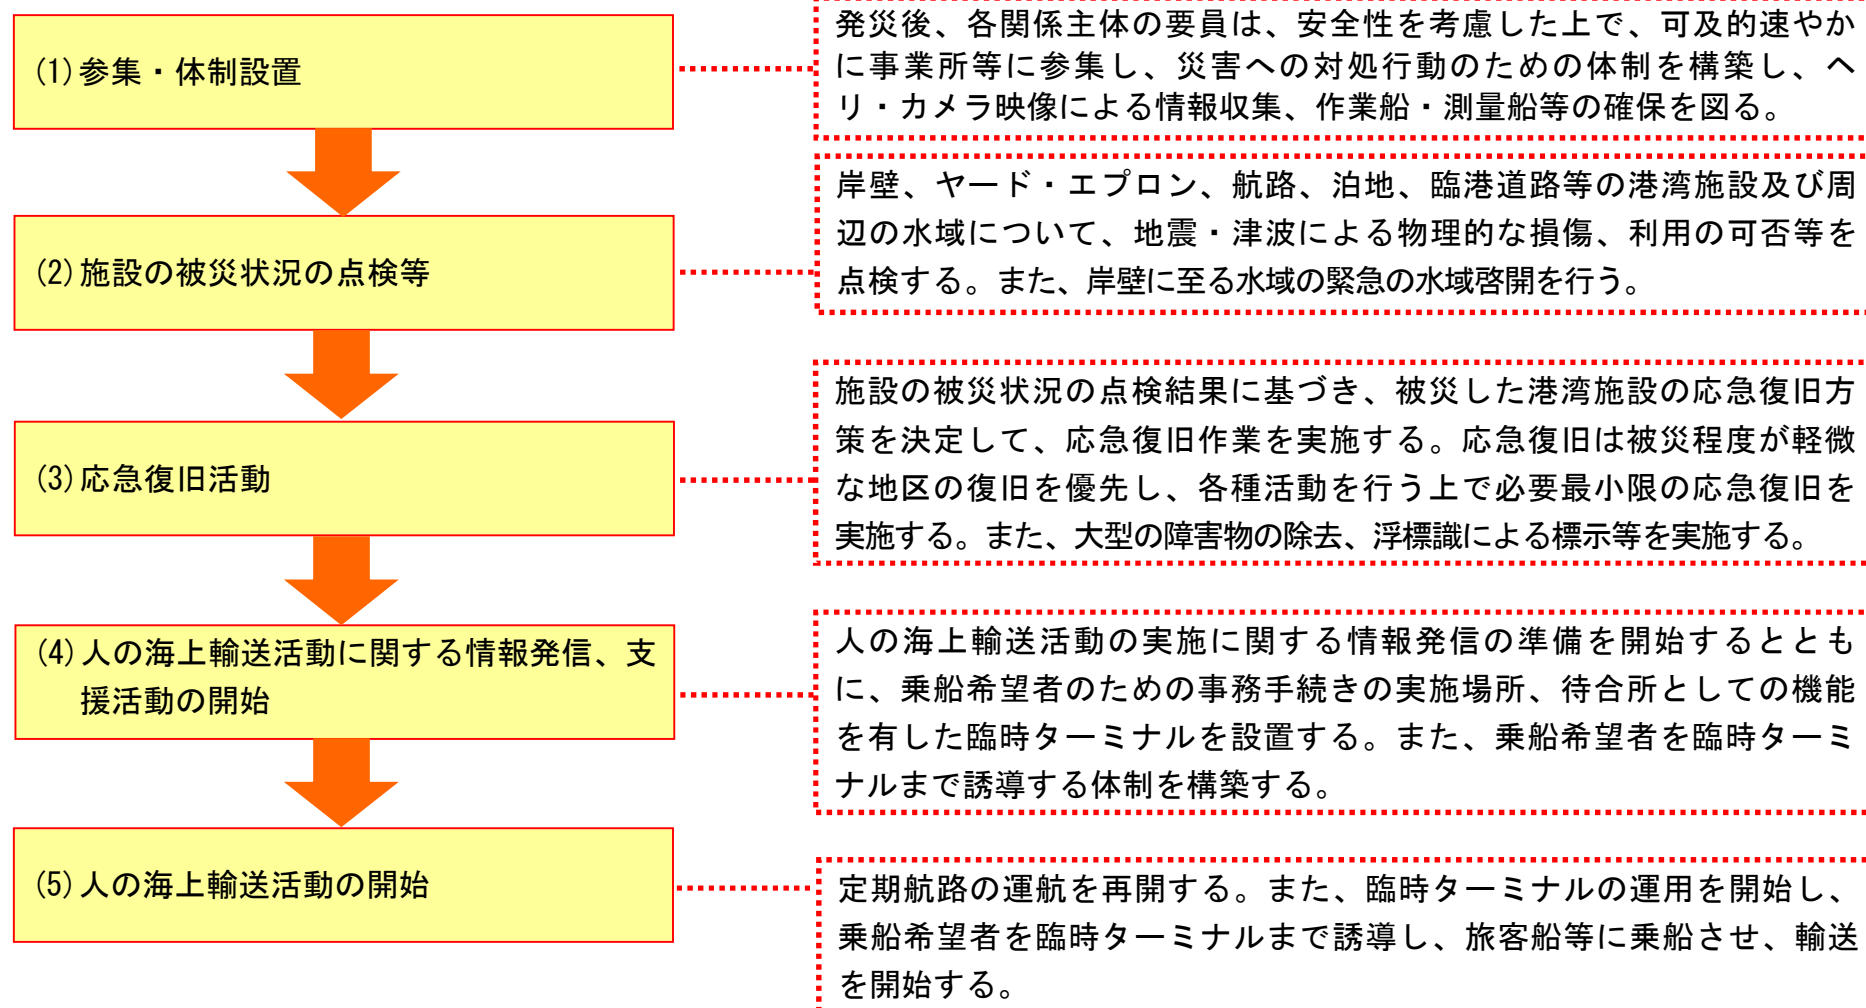 (1)参集・体制設置
発災後、各関係主体の要員は、安全性を考慮した上で、可及的速やか
に事業所等に参集し、災害への対処行動のための体制を構築し、ヘ
リ・カメラ映像による情報収集、作業船・測量船等の確保を図る。
(2)施設の被災状況の点検等
岸壁、ヤード・エプロン、航路、泊地、臨港道路等の港湾施設及び周
辺の水域について、地震・津波による物理的な損傷、利用の可否等を
点検する。また、岸壁に至る水域の緊急の水域啓開を行う。
(3)応急復旧活動
施設の被災状況の点検結果に基づき、被災した港湾施設の応急復旧方
策を決定して、応急復旧作業を実施する。応急復旧は被災程度が軽微
な地区の復旧を優先し、各種活動を行う上で必要最小限の応急復旧を
実施する。また、大型の障害物の除去、浮標識による標示等を実施する。
(4)人の海上輸送活動に関する情報発信、支
援活動の開始
人の海上輸送活動の実施に関する情報発信の準備を開始するととも
に、乗船希望者のための事務手続きの実施場所、待合所としての機能
を有した臨時ターミナルを設置する。また、乗船希望者を臨時ターミ
ナルまで誘導する体制を構築する。
(5)人の海上輸送活動の開始
定期航路の運航を再開する。また、臨時ターミナルの運用を開始し、
乗船希望者を臨時ターミナルまで誘導し、旅客船等に乗船させ、輸送
を開始する。